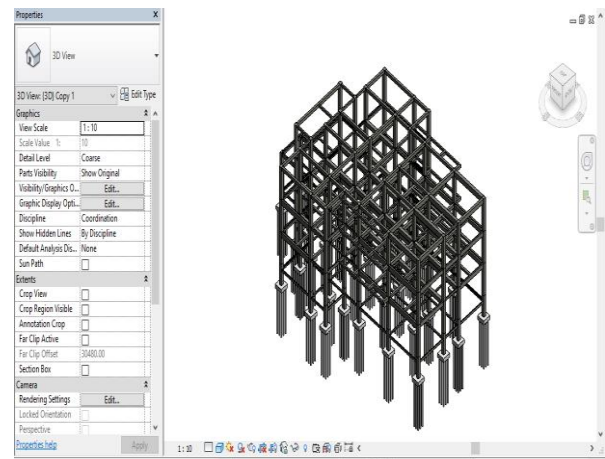 Properties X
3D View
3D View: {3D} Copy 1 Edit Type
Graphics
View Scale 1 : 10
Scale Value 1: 10
Detail Level Coarse
Parts Visibility Show Original
Visibility/Graphics O... Edit...
Graphic Display Opti... Edit...
Discipline Coordination
Show Hidden Lines By Discipline
Default Analysis Dis... None
Sun Path
Extents
Crop View
Crop Region Visible
Annotation Crop
Far Clip Active
Far Clip Offset 30480.00
Section Box
Camera
Rendering Settings Edit...
Locked Orientation
Perspective
Properties help Apply
1 : 10